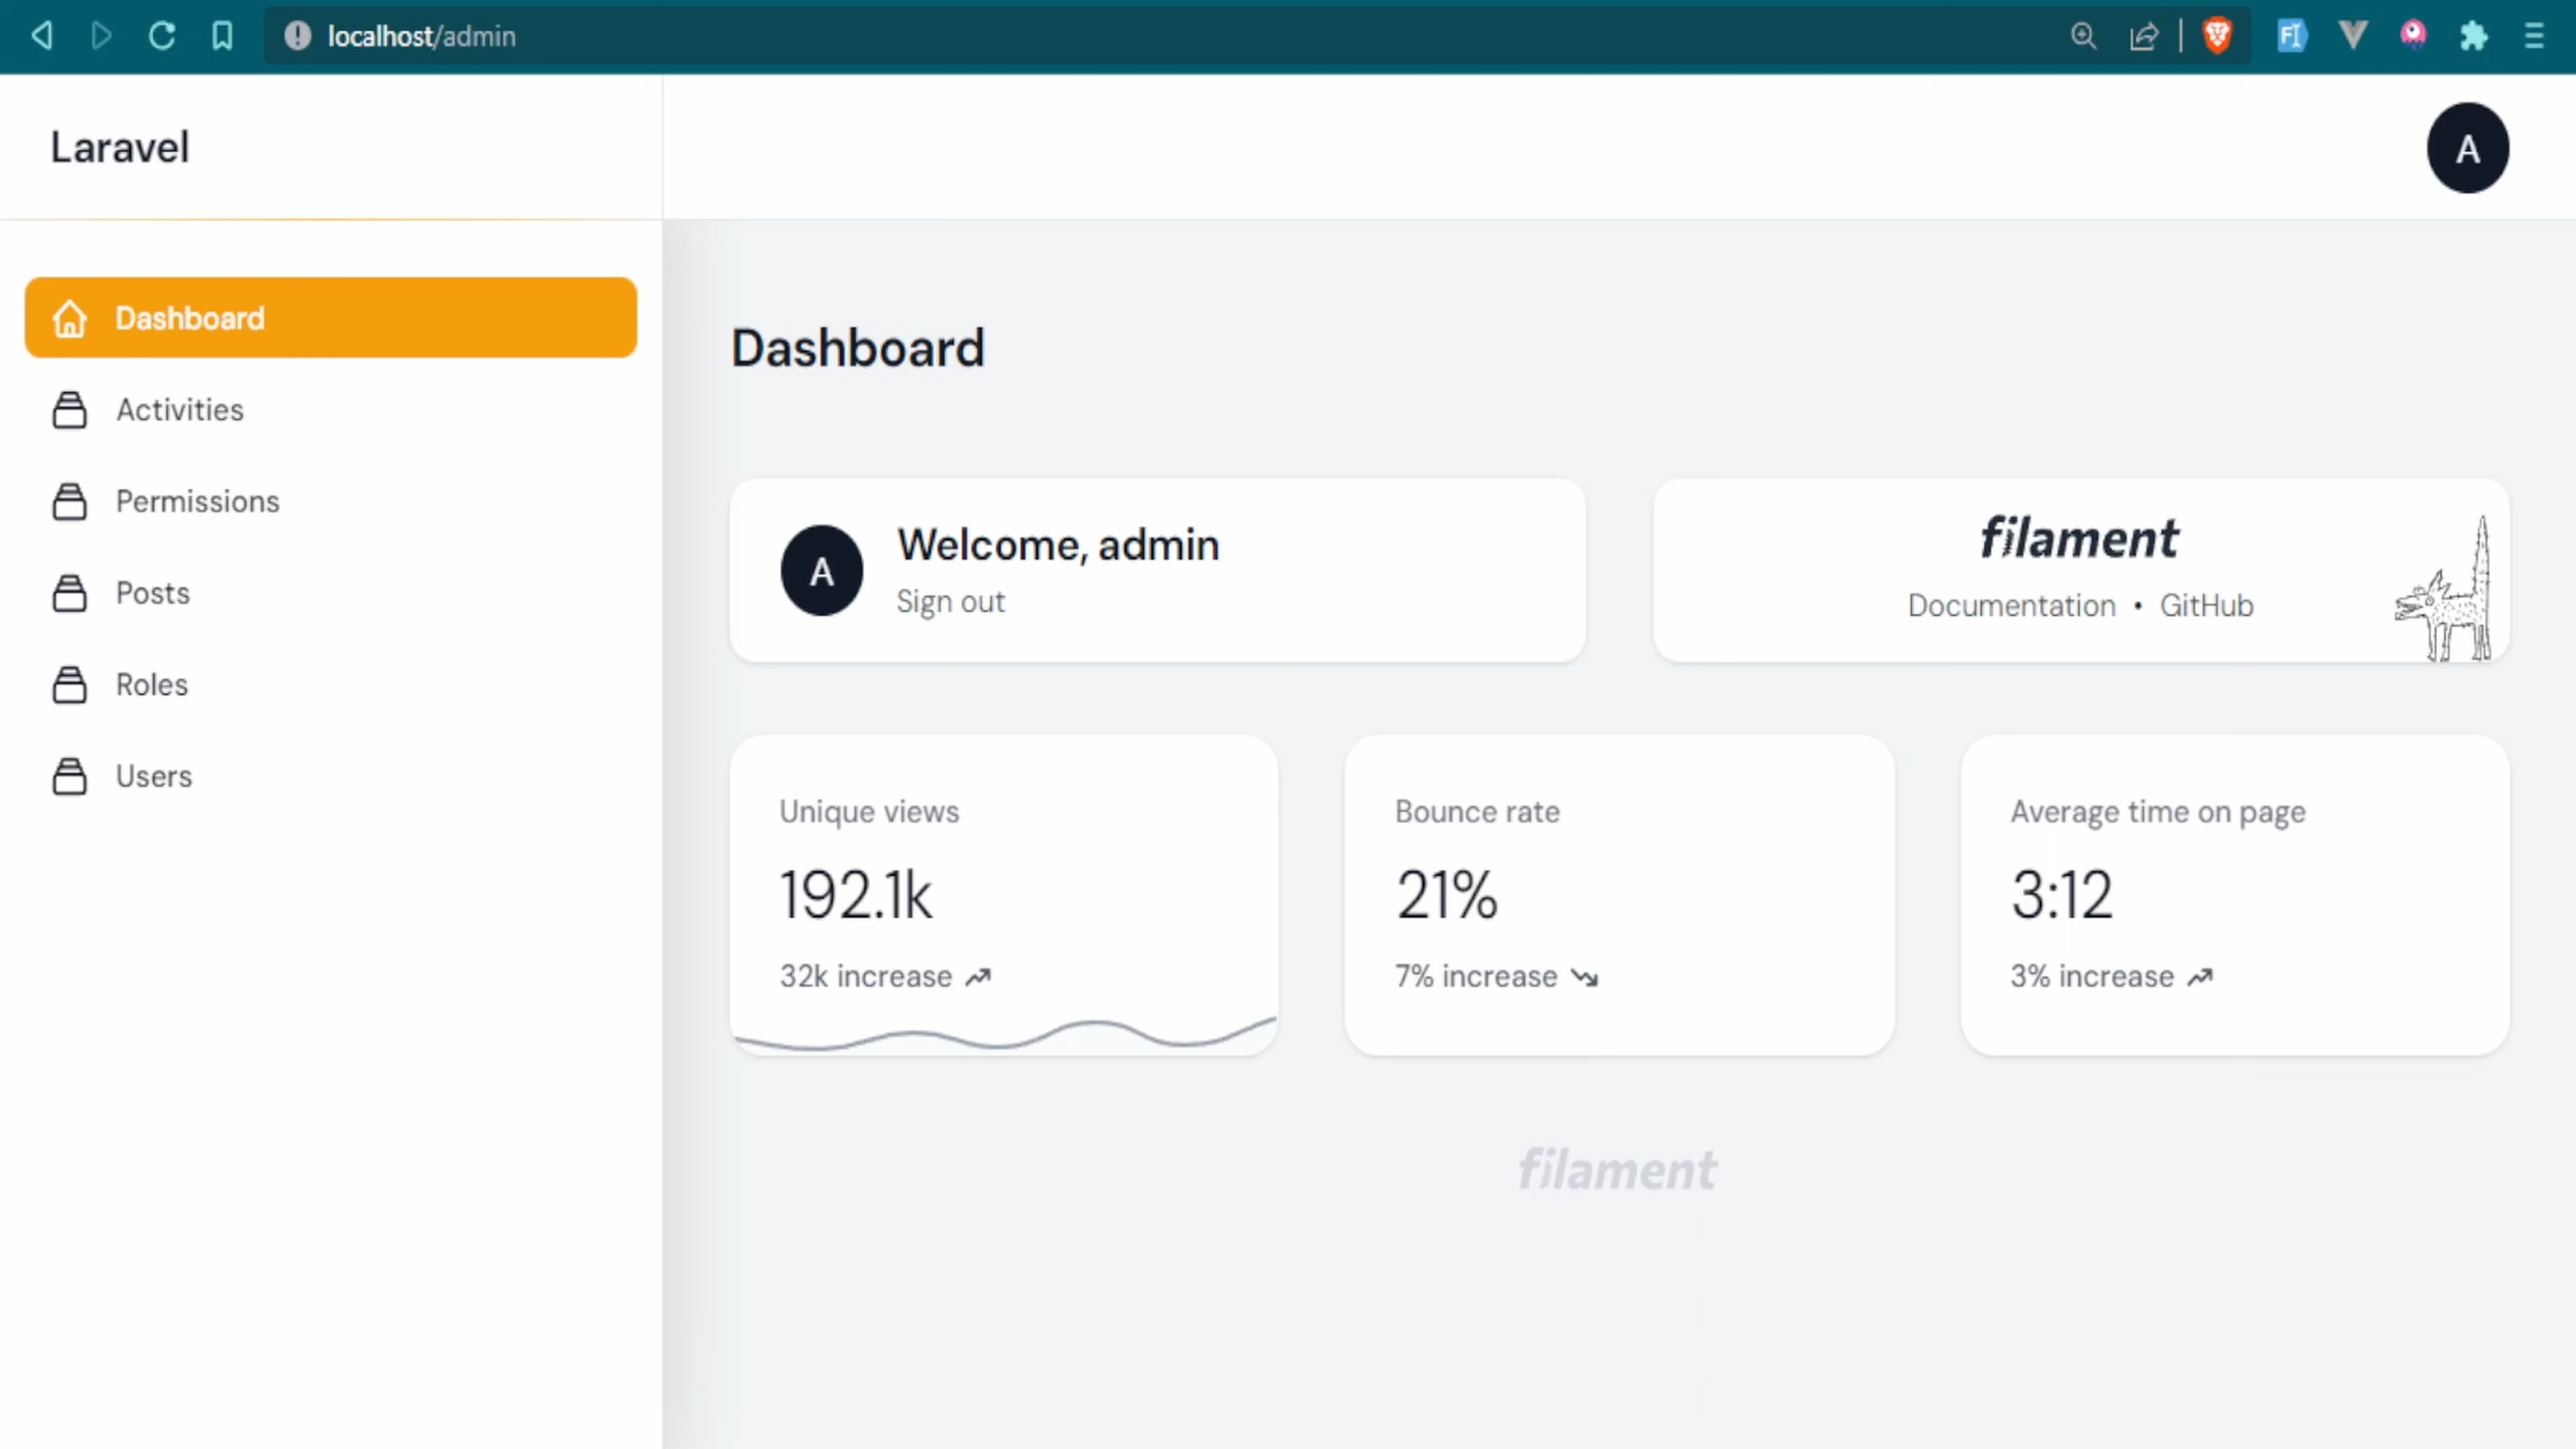 localhost/admin
FI
Laravel
A
Dashboard
Activities
Permissions
Posts
Roles
Users
Dashboard
A
Welcome, admin
Sign out
filament
Documentation • GitHub
Unique views
192.1k
32k increase
Bounce rate
21%
7% increase
Average time on page
3:12
3% increase
filament